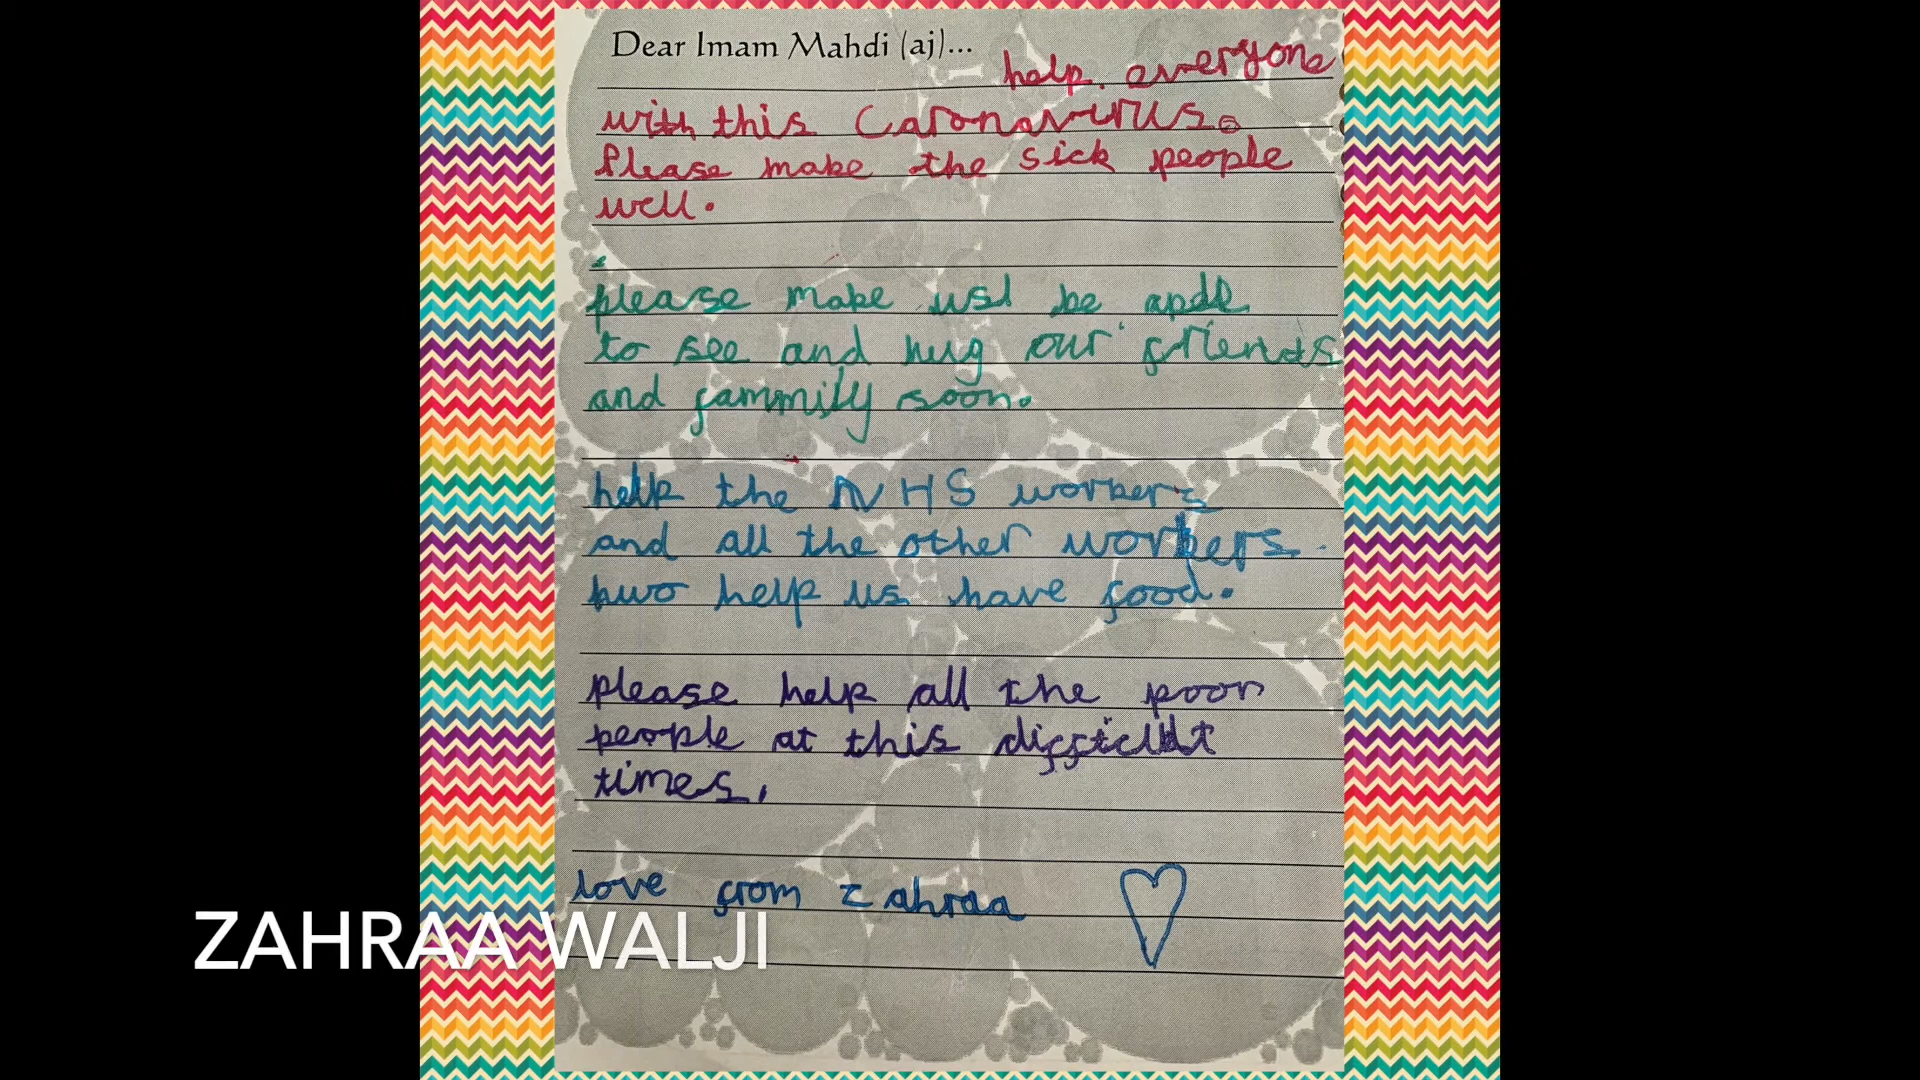 Dear Imam Mahdi (aj)...
help everyone
with this Caronavirus.
Please make the sick people
well.
please make us be apdl
to see and hug our friends
and fammily soon.
help the NHS workers
and all the other workers.
hwo help us have food.
please help all the poor
people at this difficult
times.
love from Zahraa
ZAHRAA WALJI